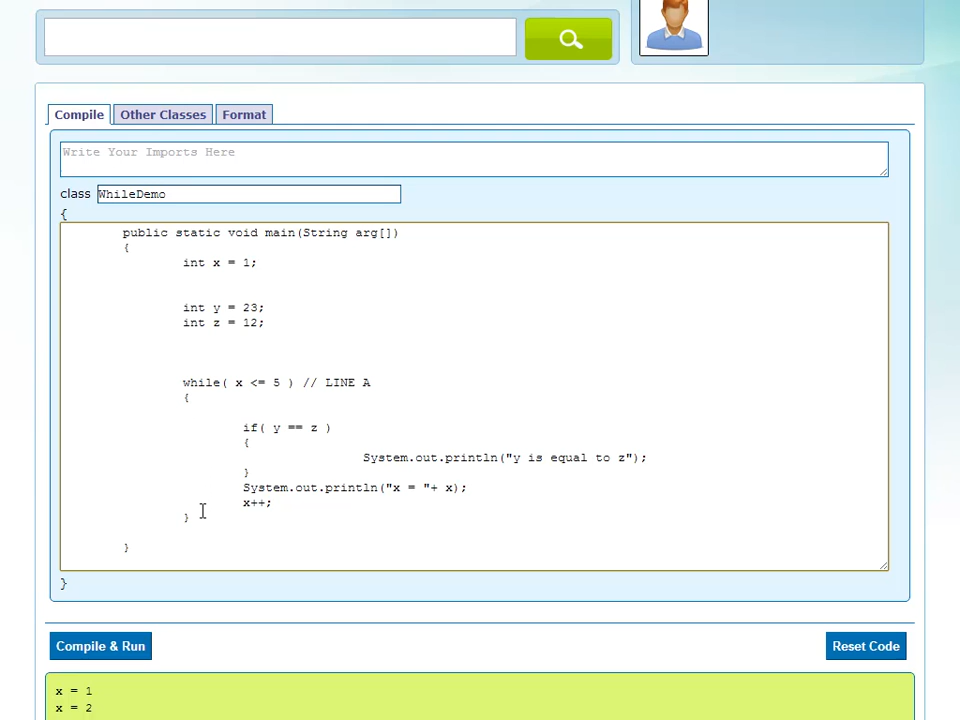 Compile Other Classes Format
Write Your Imports Here
class WhileDemo
{
public static void main(String arg[])
{
int x = 1;
int y = 23;
int z = 12;
while( x <= 5 ) // LINE A
{
if( y == z )
{
System.out.println("y is equal to z");
}
System.out.println("x = "+ x);
x++;
}
}
}
Compile & Run Reset Code
x = 1
x = 2